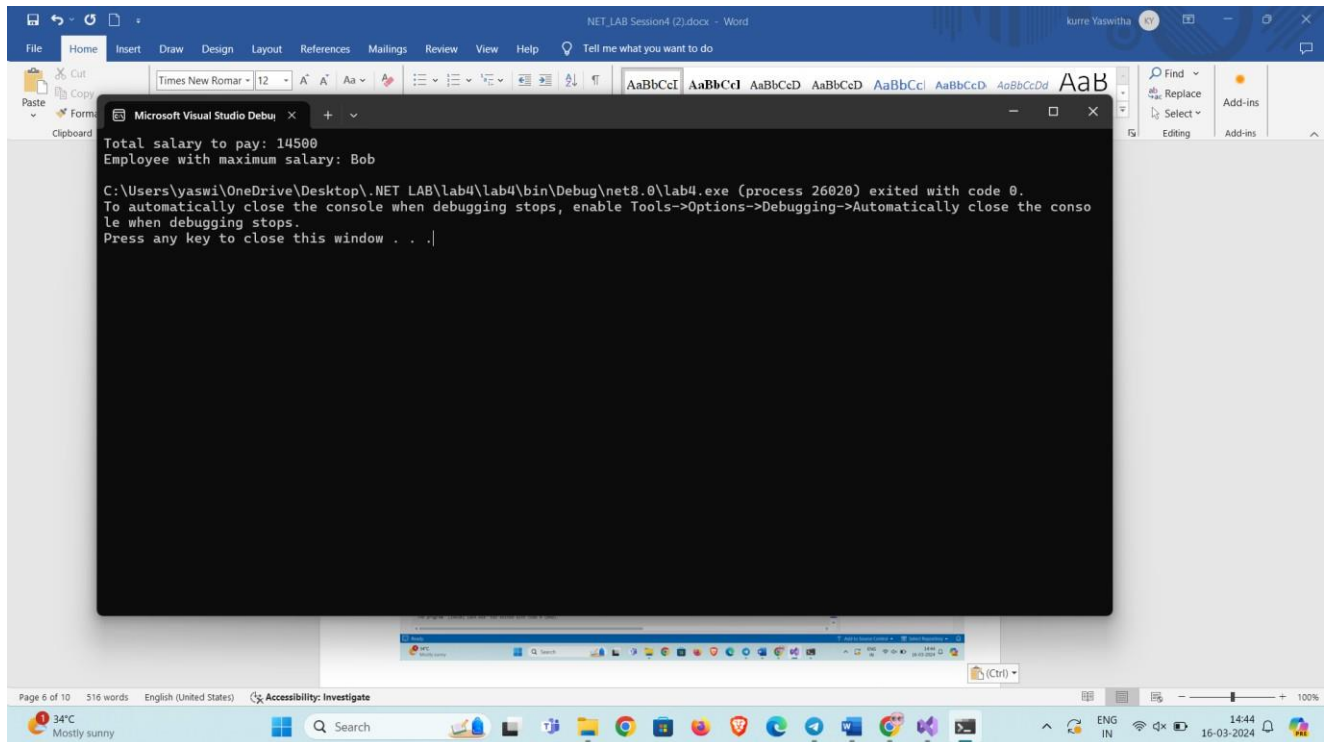 NET_LAB Session4 (2).docx - Word
kurre Yaswitha
KY
File Home Insert Draw Design Layout References Mailings Review View Help Tell me what you want to do
Cut
Copy
Paste
Forma
Clipboard
Times New Romar 12
AaBbCcI AaBbCcI AaBbCcD AaBbCcD AaBbCcI AaBbCcD AaBbCcDd AaB
Find
Replace
Select
Editing
Add-ins
Add-ins
Microsoft Visual Studio Debu
Total salary to pay: 14500
Employee with maximum salary: Bob
C:\Users\yaswi\OneDrive\Desktop\.NET LAB\lab4\lab4\bin\Debug\net8.0\lab4.exe (process 26020) exited with code 0.
To automatically close the console when debugging stops, enable Tools->Options->Debugging->Automatically close the conso
le when debugging stops.
Press any key to close this window . . .
(Ctrl)
Page 6 of 10 516 words English (United States) Accessibility: Investigate
100%
1
34°C
Mostly sunny
Search
ENG
IN
14:44
16-03-2024
PRE